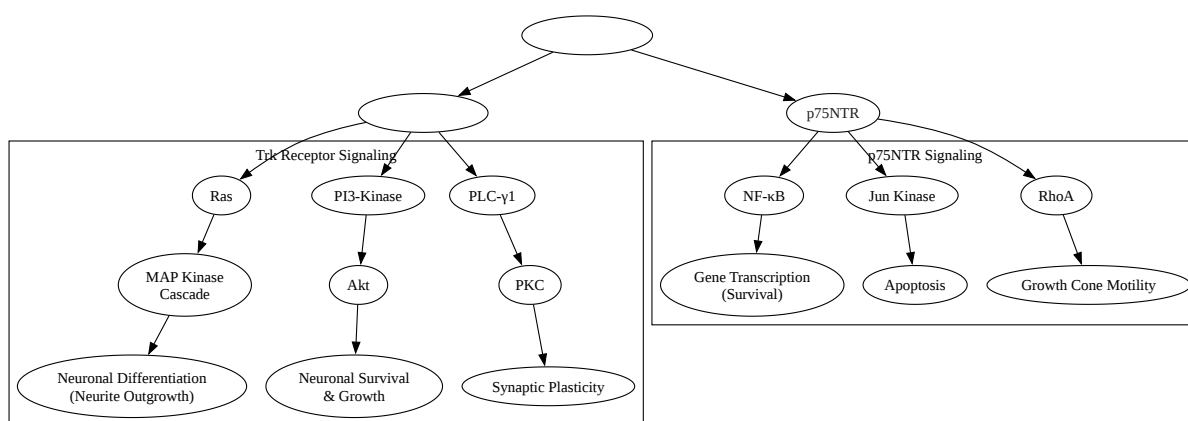 p75NTR
Trk Receptor Signaling
p75NTR Signaling
Ras
PI3-Kinase
PLC-γ1
NF-κB
Jun Kinase
RhoA
MAP Kinase
Cascade
Akt
PKC
Gene Transcription
(Survival)
Apoptosis
Growth Cone Motility
Neuronal Differentiation
(Neurite Outgrowth)
Neuronal Survival
& Growth
Synaptic Plasticity